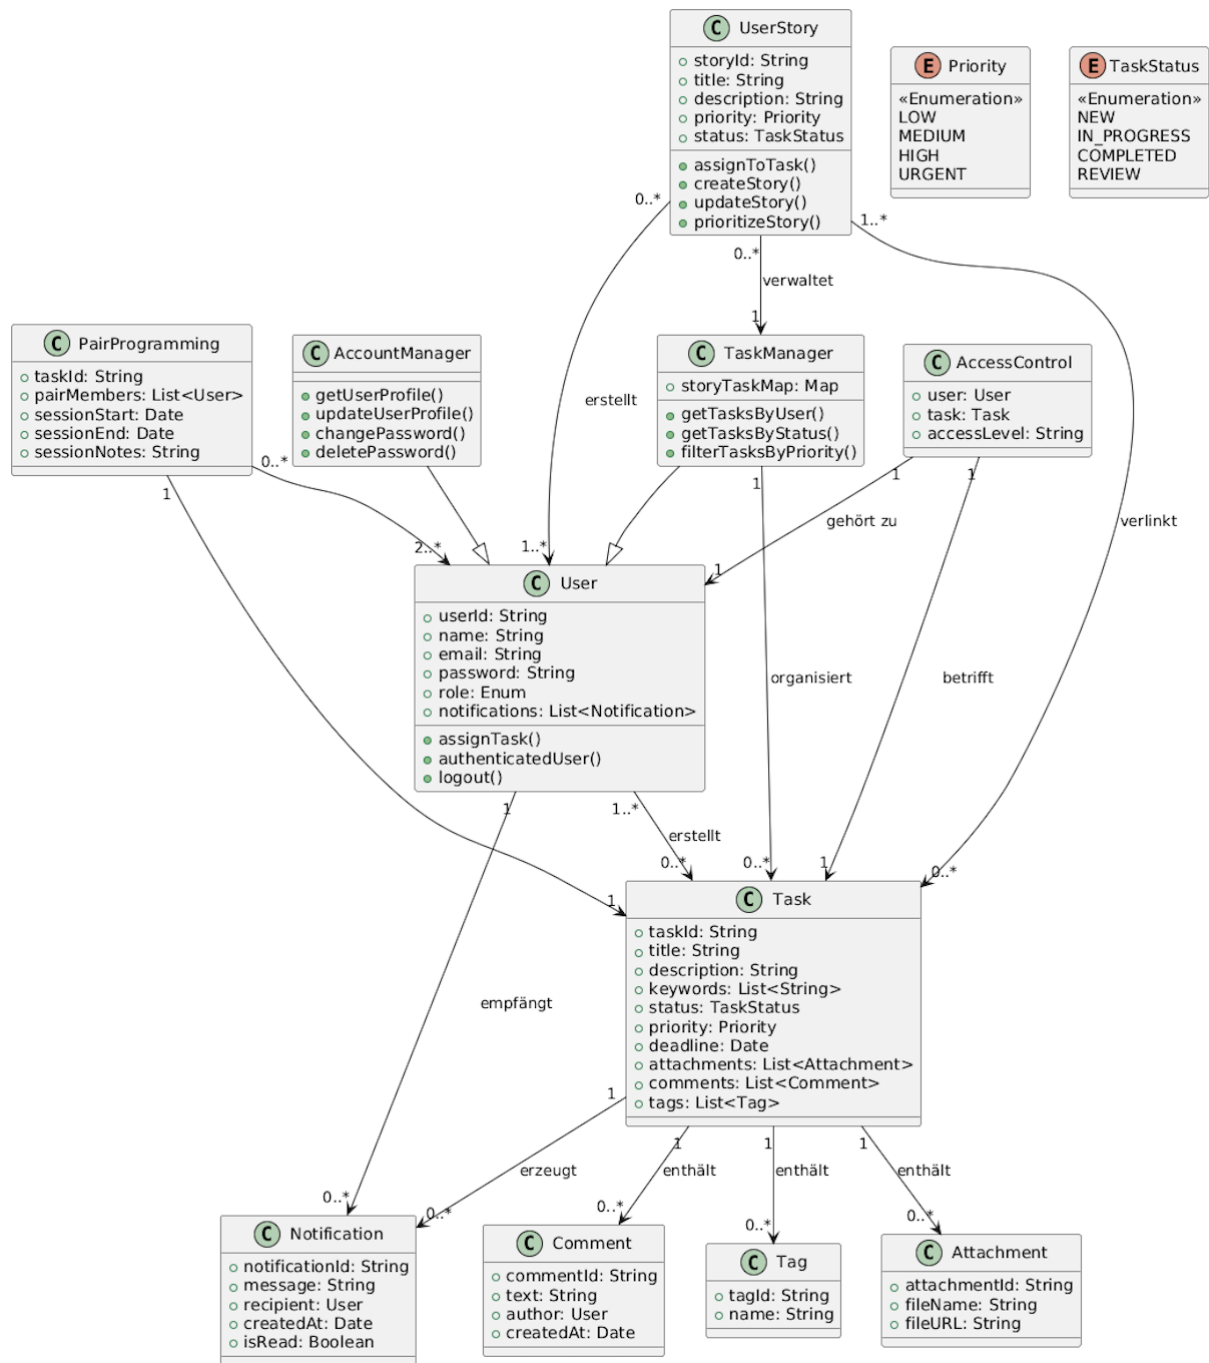 C UserStory
storyId: String
title: String
description: String
priority: Priority
status: TaskStatus
assignToTask()
createStory()
updateStory()
prioritizeStory()
E Priority
«Enumeration»
LOW
MEDIUM
HIGH
URGENT
E TaskStatus
«Enumeration»
NEW
IN_PROGRESS
COMPLETED
REVIEW
0..*
0..*
1..*
verwaltet
1
C PairProgramming
taskId: String
pairMembers: List<User>
sessionStart: Date
sessionEnd: Date
sessionNotes: String
C AccountManager
getUserProfile()
updateUserProfile()
changePassword()
deletePassword()
erstellt
C TaskManager
storyTaskMap: Map
getTasksByUser()
getTasksByStatus()
filterTasksByPriority()
C AccessControl
user: User
task: Task
accessLevel: String
0..*
1
1
1
1
gehört zu
verlinkt
2..*
1..*
1
C User
userId: String
name: String
email: String
password: String
role: Enum
notifications: List<Notification>
assignTask()
authenticatedUser()
logout()
organisiert
betrifft
1
1..*
erstellt
0..*
0..*
1
0..*
1
C Task
taskId: String
title: String
description: String
keywords: List<String>
status: TaskStatus
priority: Priority
deadline: Date
attachments: List<Attachment>
comments: List<Comment>
tags: List<Tag>
empfängt
1
1
1
1
erzeugt
enthält
enthält
enthält
0..*
0..*
0..*
0..*
0..*
C Notification
notificationId: String
message: String
recipient: User
createdAt: Date
isRead: Boolean
C Comment
commentId: String
text: String
author: User
createdAt: Date
C Tag
tagId: String
name: String
C Attachment
attachmentId: String
fileName: String
fileURL: String